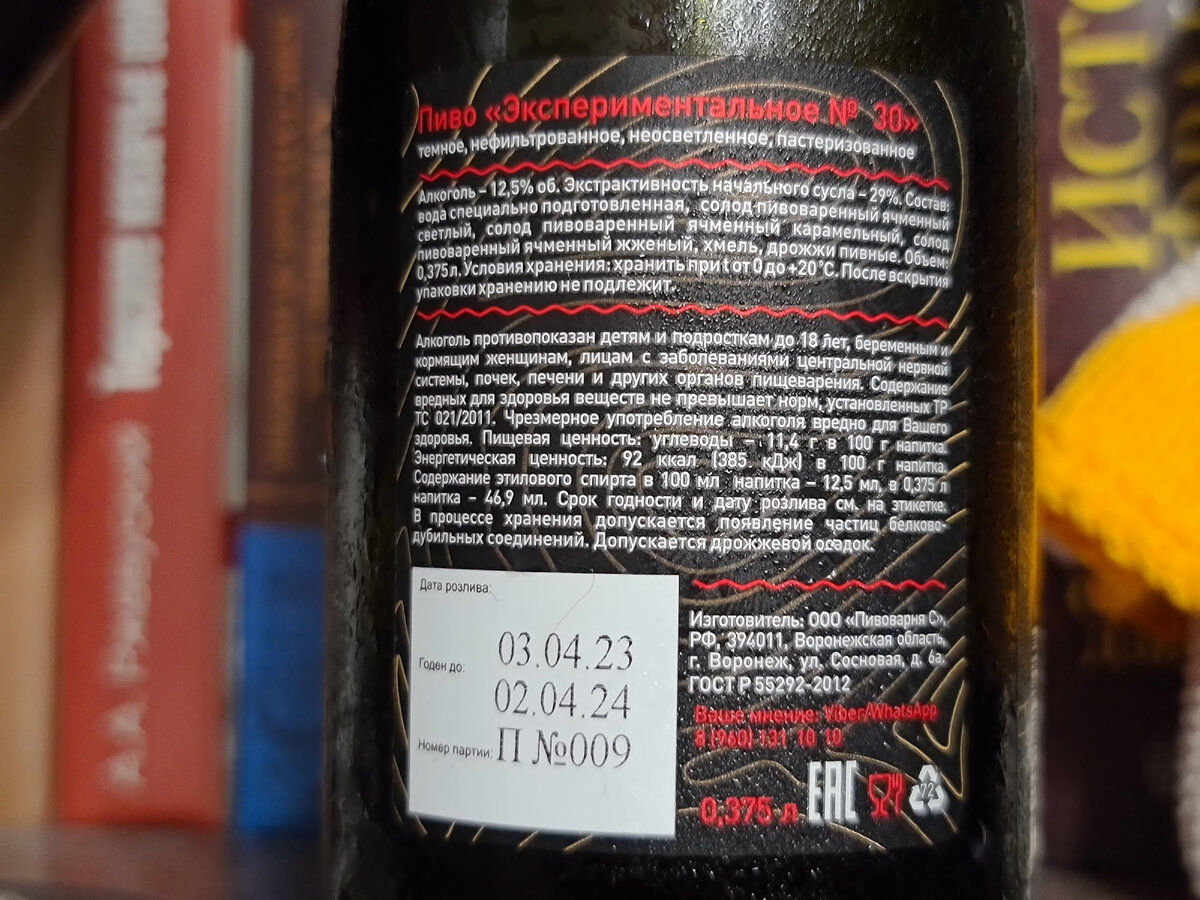 Пиво «Экспериментальное № 30»
темное, нефильтрованное, неосветленное, пастеризованное
Алкоголь – 12,5% об. Экстрактивность начального сусла – 29%. Состав:
вода специально подготовленная, солод пивоваренный ячменный
светлый, солод пивоваренный ячменный карамельный, солод
пивоваренный ячменный жженый, хмель, дрожжи пивные. Объем:
0,375 л. Условия хранения: хранить при t от 0 до +20°С. После вскрытия
упаковки хранению не подлежит.
Алкоголь противопоказан детям и подросткам до 18 лет, беременным и
кормящим женщинам, лицам с заболеваниями центральной нервной
системы, почек, печени и других органов пищеварения. Содержание
вредных для здоровья веществ не превышает норм, установленных ТР
ТС 021/2011. Чрезмерное употребление алкоголя вредно для Вашего
здоровья. Пищевая ценность: углеводы – 11,4 г в 100 г напитка.
Энергетическая ценность: 92 ккал (385 кДж) в 100 г напитка.
Содержание этилового спирта в 100 мл напитка – 12,5 мл, в 0,375 л
напитка – 46,9 мл. Срок годности и дату розлива см. на этикетке.
В процессе хранения допускается появление частиц белково-
дубильных соединений. Допускается дрожжевой осадок.
Дата розлива:
03.04.23
Годен до:
02.04.24
Номер партии: П №009
Изготовитель: ООО «Пивоварня С»,
РФ, 394011, Воронежская область,
г. Воронеж, ул. Сосновая, д. 6а.
ГОСТ Р 55292-2012
Ваше мнение: Viber/WhatsApp
8 (960) 131 10 10
0,375 л
EAC
72
ИСТО